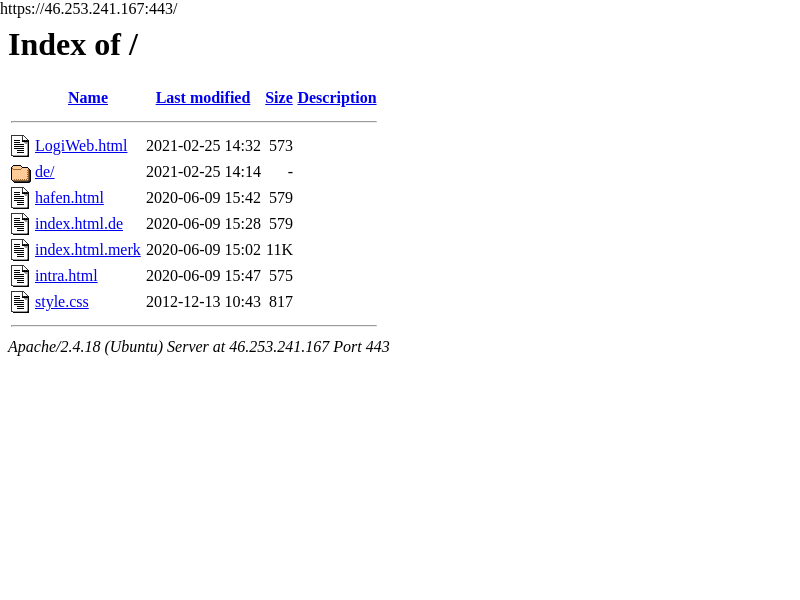 https://46.253.241.167:443/
Index of /
Name Last modified Size Description
LogiWeb.html 2021-02-25 14:32 573
de/ 2021-02-25 14:14 -
hafen.html 2020-06-09 15:42 579
index.html.de 2020-06-09 15:28 579
index.html.merk 2020-06-09 15:02 11K
intra.html 2020-06-09 15:47 575
style.css 2012-12-13 10:43 817
Apache/2.4.18 (Ubuntu) Server at 46.253.241.167 Port 443